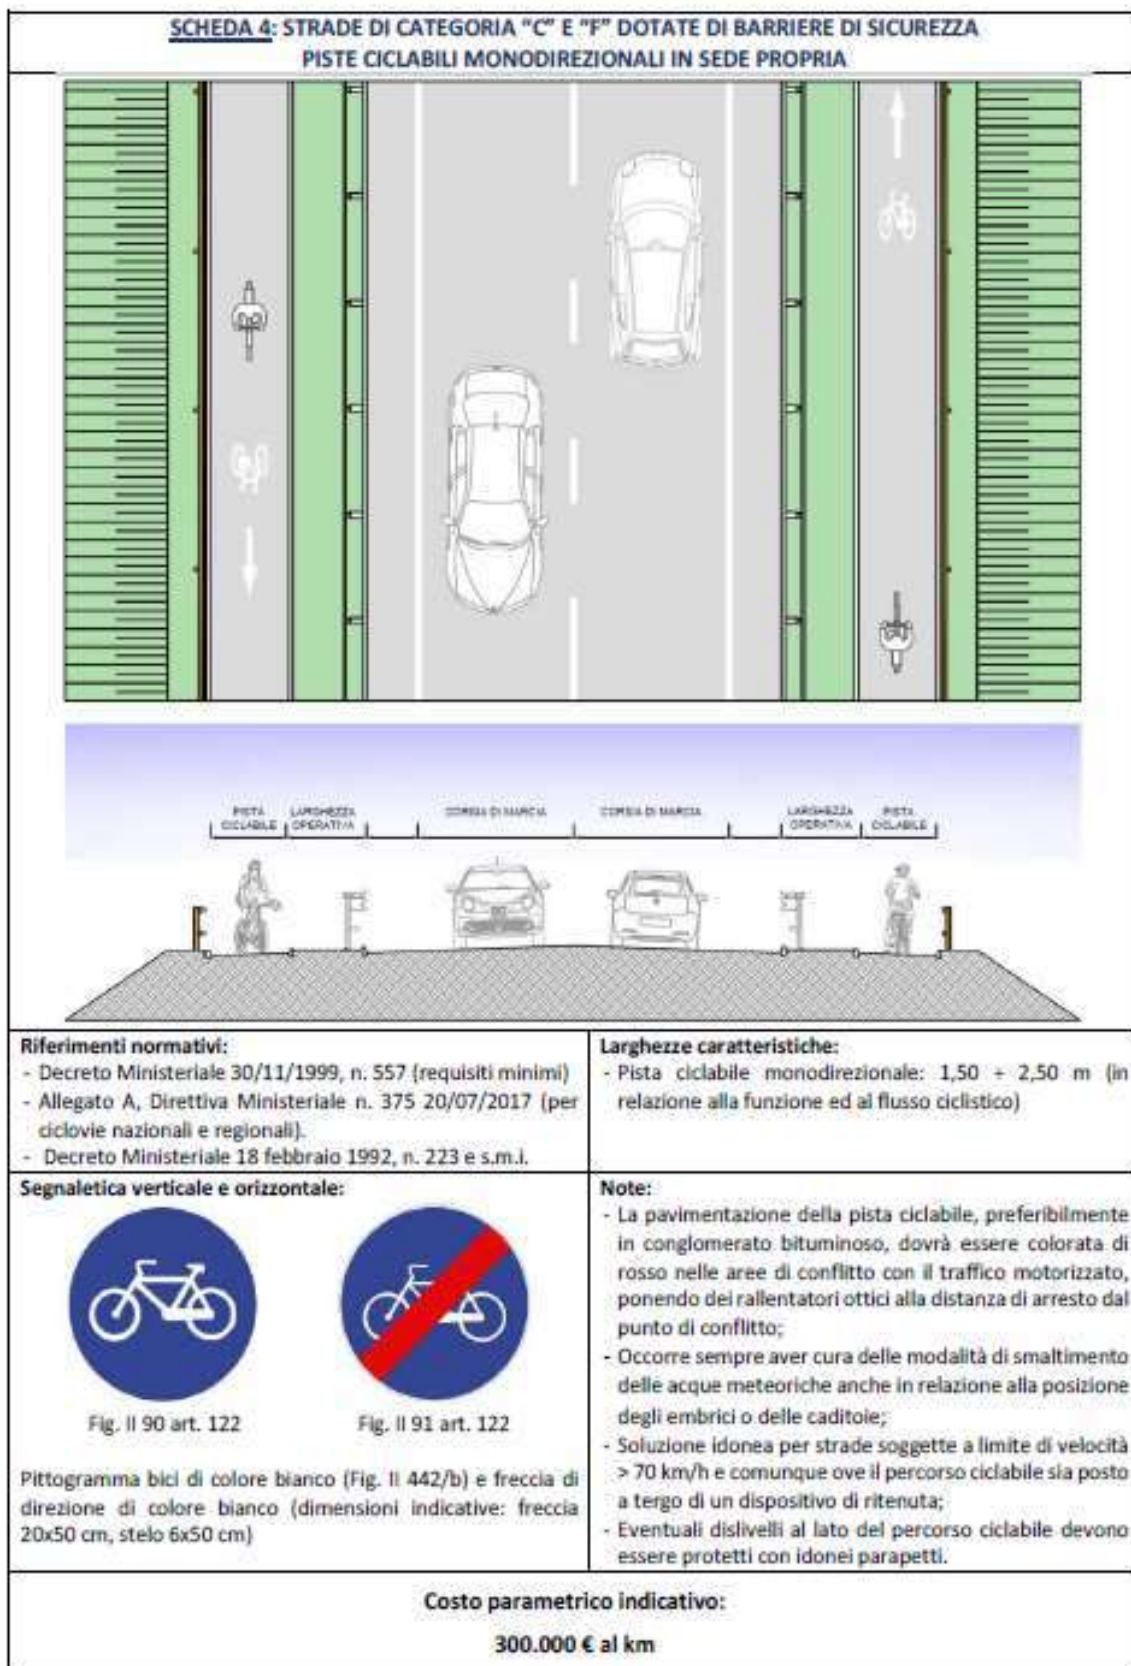 SCHEDA 4: STRADE DI CATEGORIA “C” E “F” DOTATE DI BARRIERE DI SICUREZZA
PISTE CICLABILI MONODIREZIONALI IN SEDE PROPRIA
PISTA CICLABILE
LARGHEZZA OPERATIVA
CORSIA DI MARCIA
CORSIA DI MARCIA
LARGHEZZA OPERATIVA
PISTA CICLABILE
Riferimenti normativi:
- Decreto Ministeriale 30/11/1999, n. 557 (requisiti minimi)
- Allegato A, Direttiva Ministeriale n. 375 20/07/2017 (per
ciclovie nazionali e regionali).
- Decreto Ministeriale 18 febbraio 1992, n. 223 e s.m.i.
Larghezze caratteristiche:
- Pista ciclabile monodirezionale: 1,50 ÷ 2,50 m (in
relazione alla funzione ed al flusso ciclistico)
Segnaletica verticale e orizzontale:
Fig. II 90 art. 122
Fig. II 91 art. 122
Pittogramma bici di colore bianco (Fig. II 442/b) e freccia di
direzione di colore bianco (dimensioni indicative: freccia
20x50 cm, stelo 6x50 cm)
Note:
- La pavimentazione della pista ciclabile, preferibilmente
in conglomerato bituminoso, dovrà essere colorata di
rosso nelle aree di conflitto con il traffico motorizzato,
ponendo dei rallentatori ottici alla distanza di arresto dal
punto di conflitto;
- Occorre sempre aver cura delle modalità di smaltimento
delle acque meteoriche anche in relazione alla posizione
degli embrici o delle caditoie;
- Soluzione idonea per strade soggette a limite di velocità
> 70 km/h e comunque ove il percorso ciclabile sia posto
a tergo di un dispositivo di ritenuta;
- Eventuali dislivelli al lato del percorso ciclabile devono
essere protetti con idonei parapetti.
Costo parametrico indicativo:
300.000 € al km